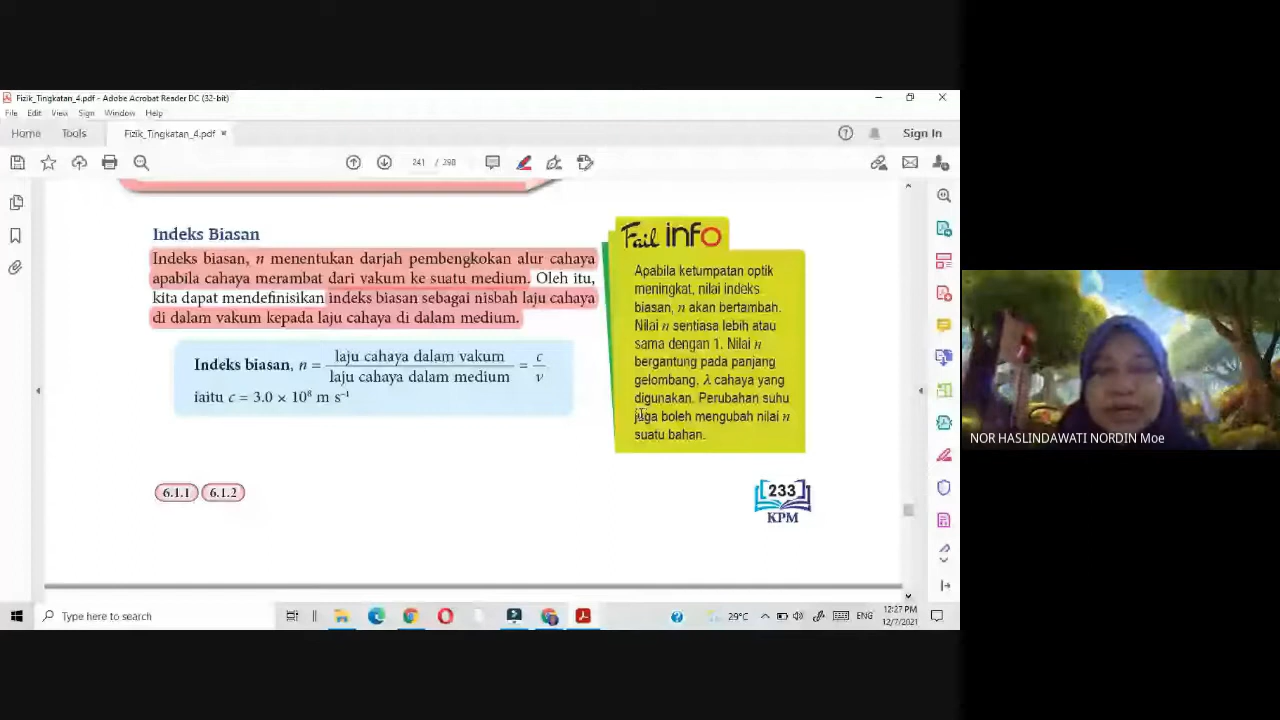 Fizik_Tingkatan_4.pdf - Adobe Acrobat Reader DC (32-bit)
File Edit View Sign Window Help
Home Tools Fizik_Tingkatan_4.pdf × Sign In
241 / 298
Indeks Biasan
Indeks biasan, n menentukan darjah pembengkokan alur cahaya
apabila cahaya merambat dari vakum ke suatu medium. Oleh itu,
kita dapat mendefinisikan indeks biasan sebagai nisbah laju cahaya
di dalam vakum kepada laju cahaya di dalam medium.
Indeks biasan, n = laju cahaya dalam vakum / laju cahaya dalam medium = c / v
iaitu c = 3.0 × 10⁸ m s⁻¹
Fail info
Apabila ketumpatan optik
meningkat, nilai indeks
biasan, n akan bertambah.
Nilai n sentiasa lebih atau
sama dengan 1. Nilai n
bergantung pada panjang
gelombang, λ cahaya yang
digunakan. Perubahan suhu
juga boleh mengubah nilai n
suatu bahan.
6.1.1 6.1.2
233
KPM
NOR HASLINDAWATI NORDIN Moe
Type here to search
29°C ENG
12:27 PM
12/7/2021